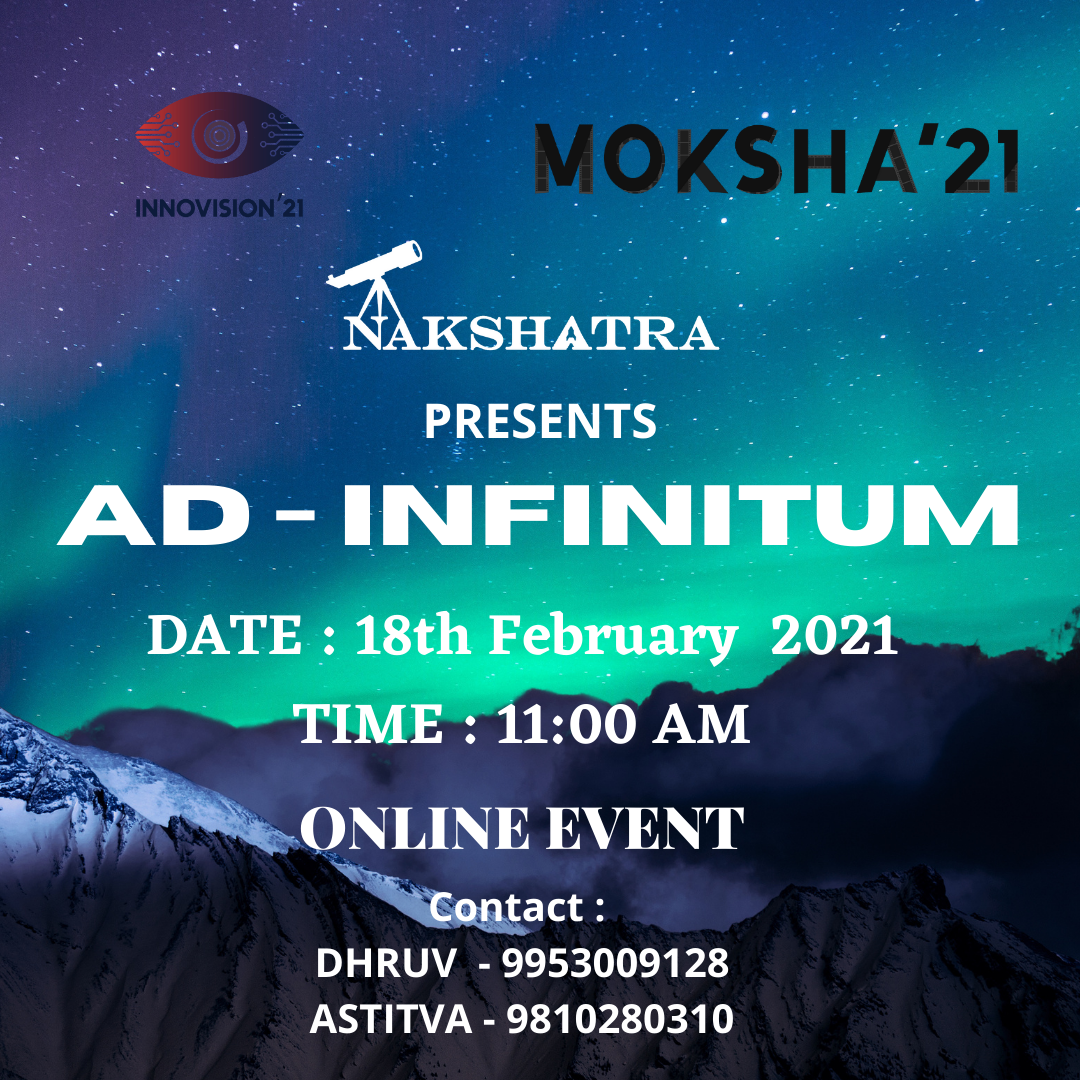 INNOVISION'21
MOKSHA'21
NAKSHATRA
PRESENTS
AD - INFINITUM
DATE : 18th February 2021
TIME : 11:00 AM
ONLINE EVENT
Contact :
DHRUV - 9953009128
ASTITVA - 9810280310